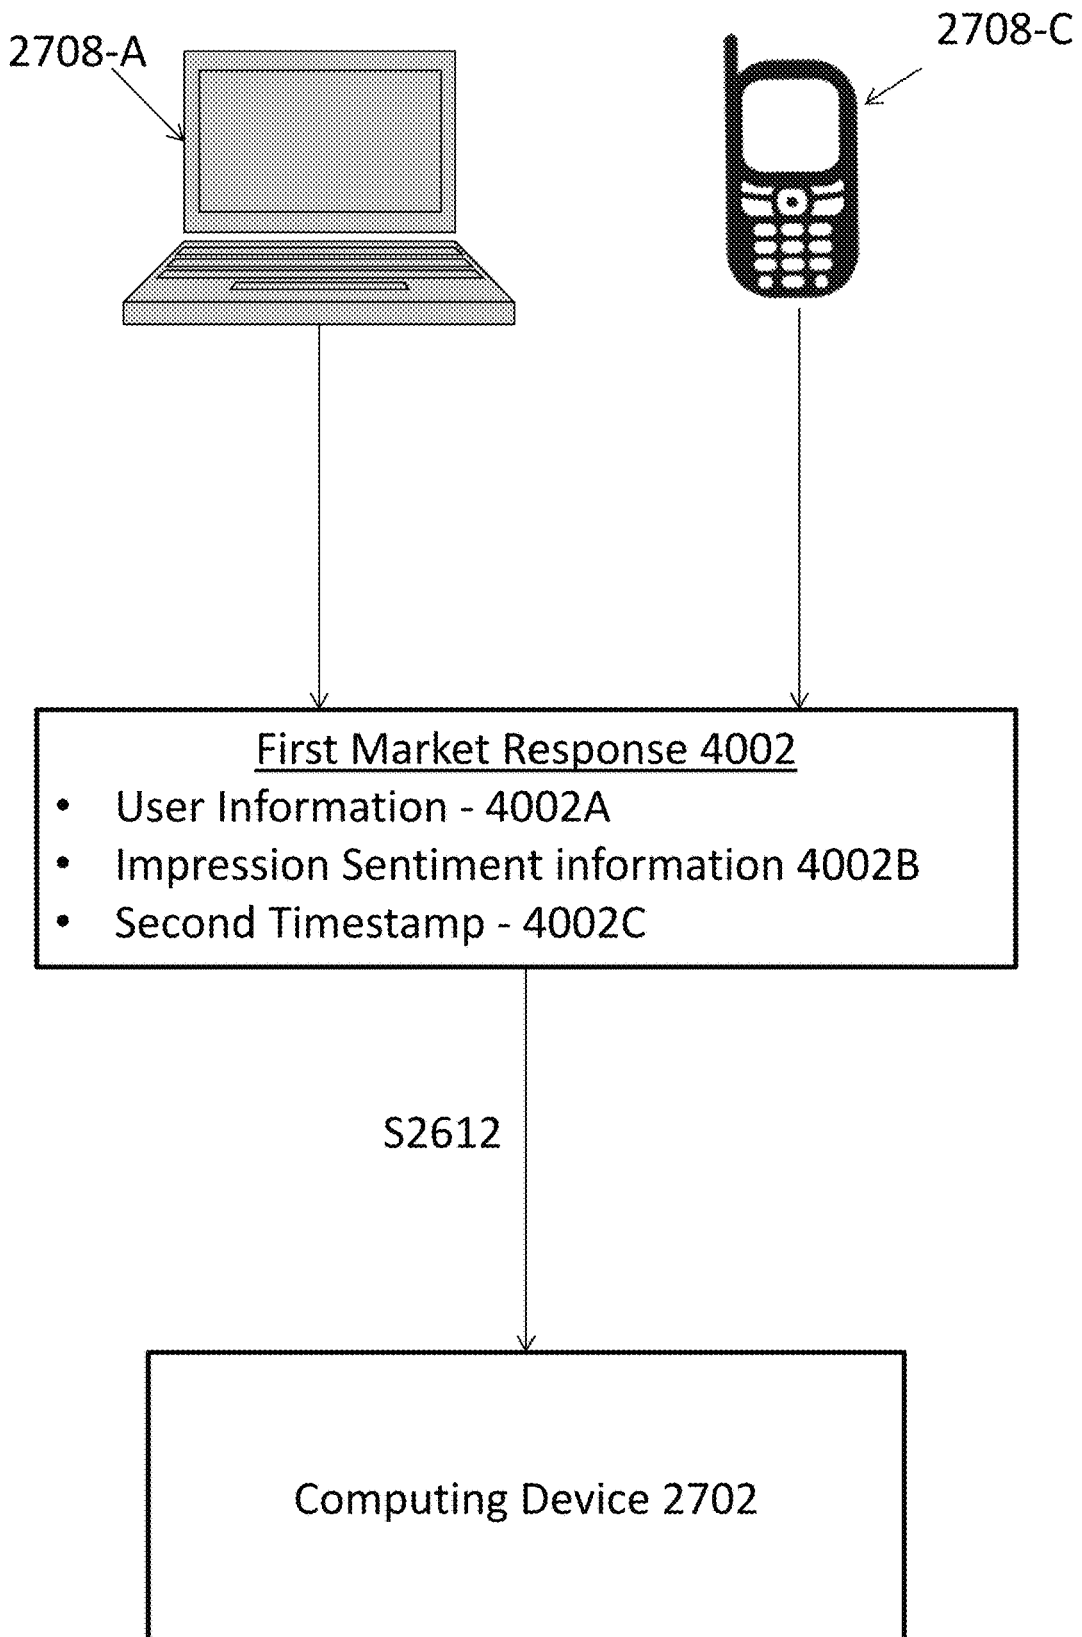 2708-A
2708-C
First Market Response 4002
• User Information - 4002A
• Impression Sentiment information 4002B
• Second Timestamp - 4002C
S2612
Computing Device 2702